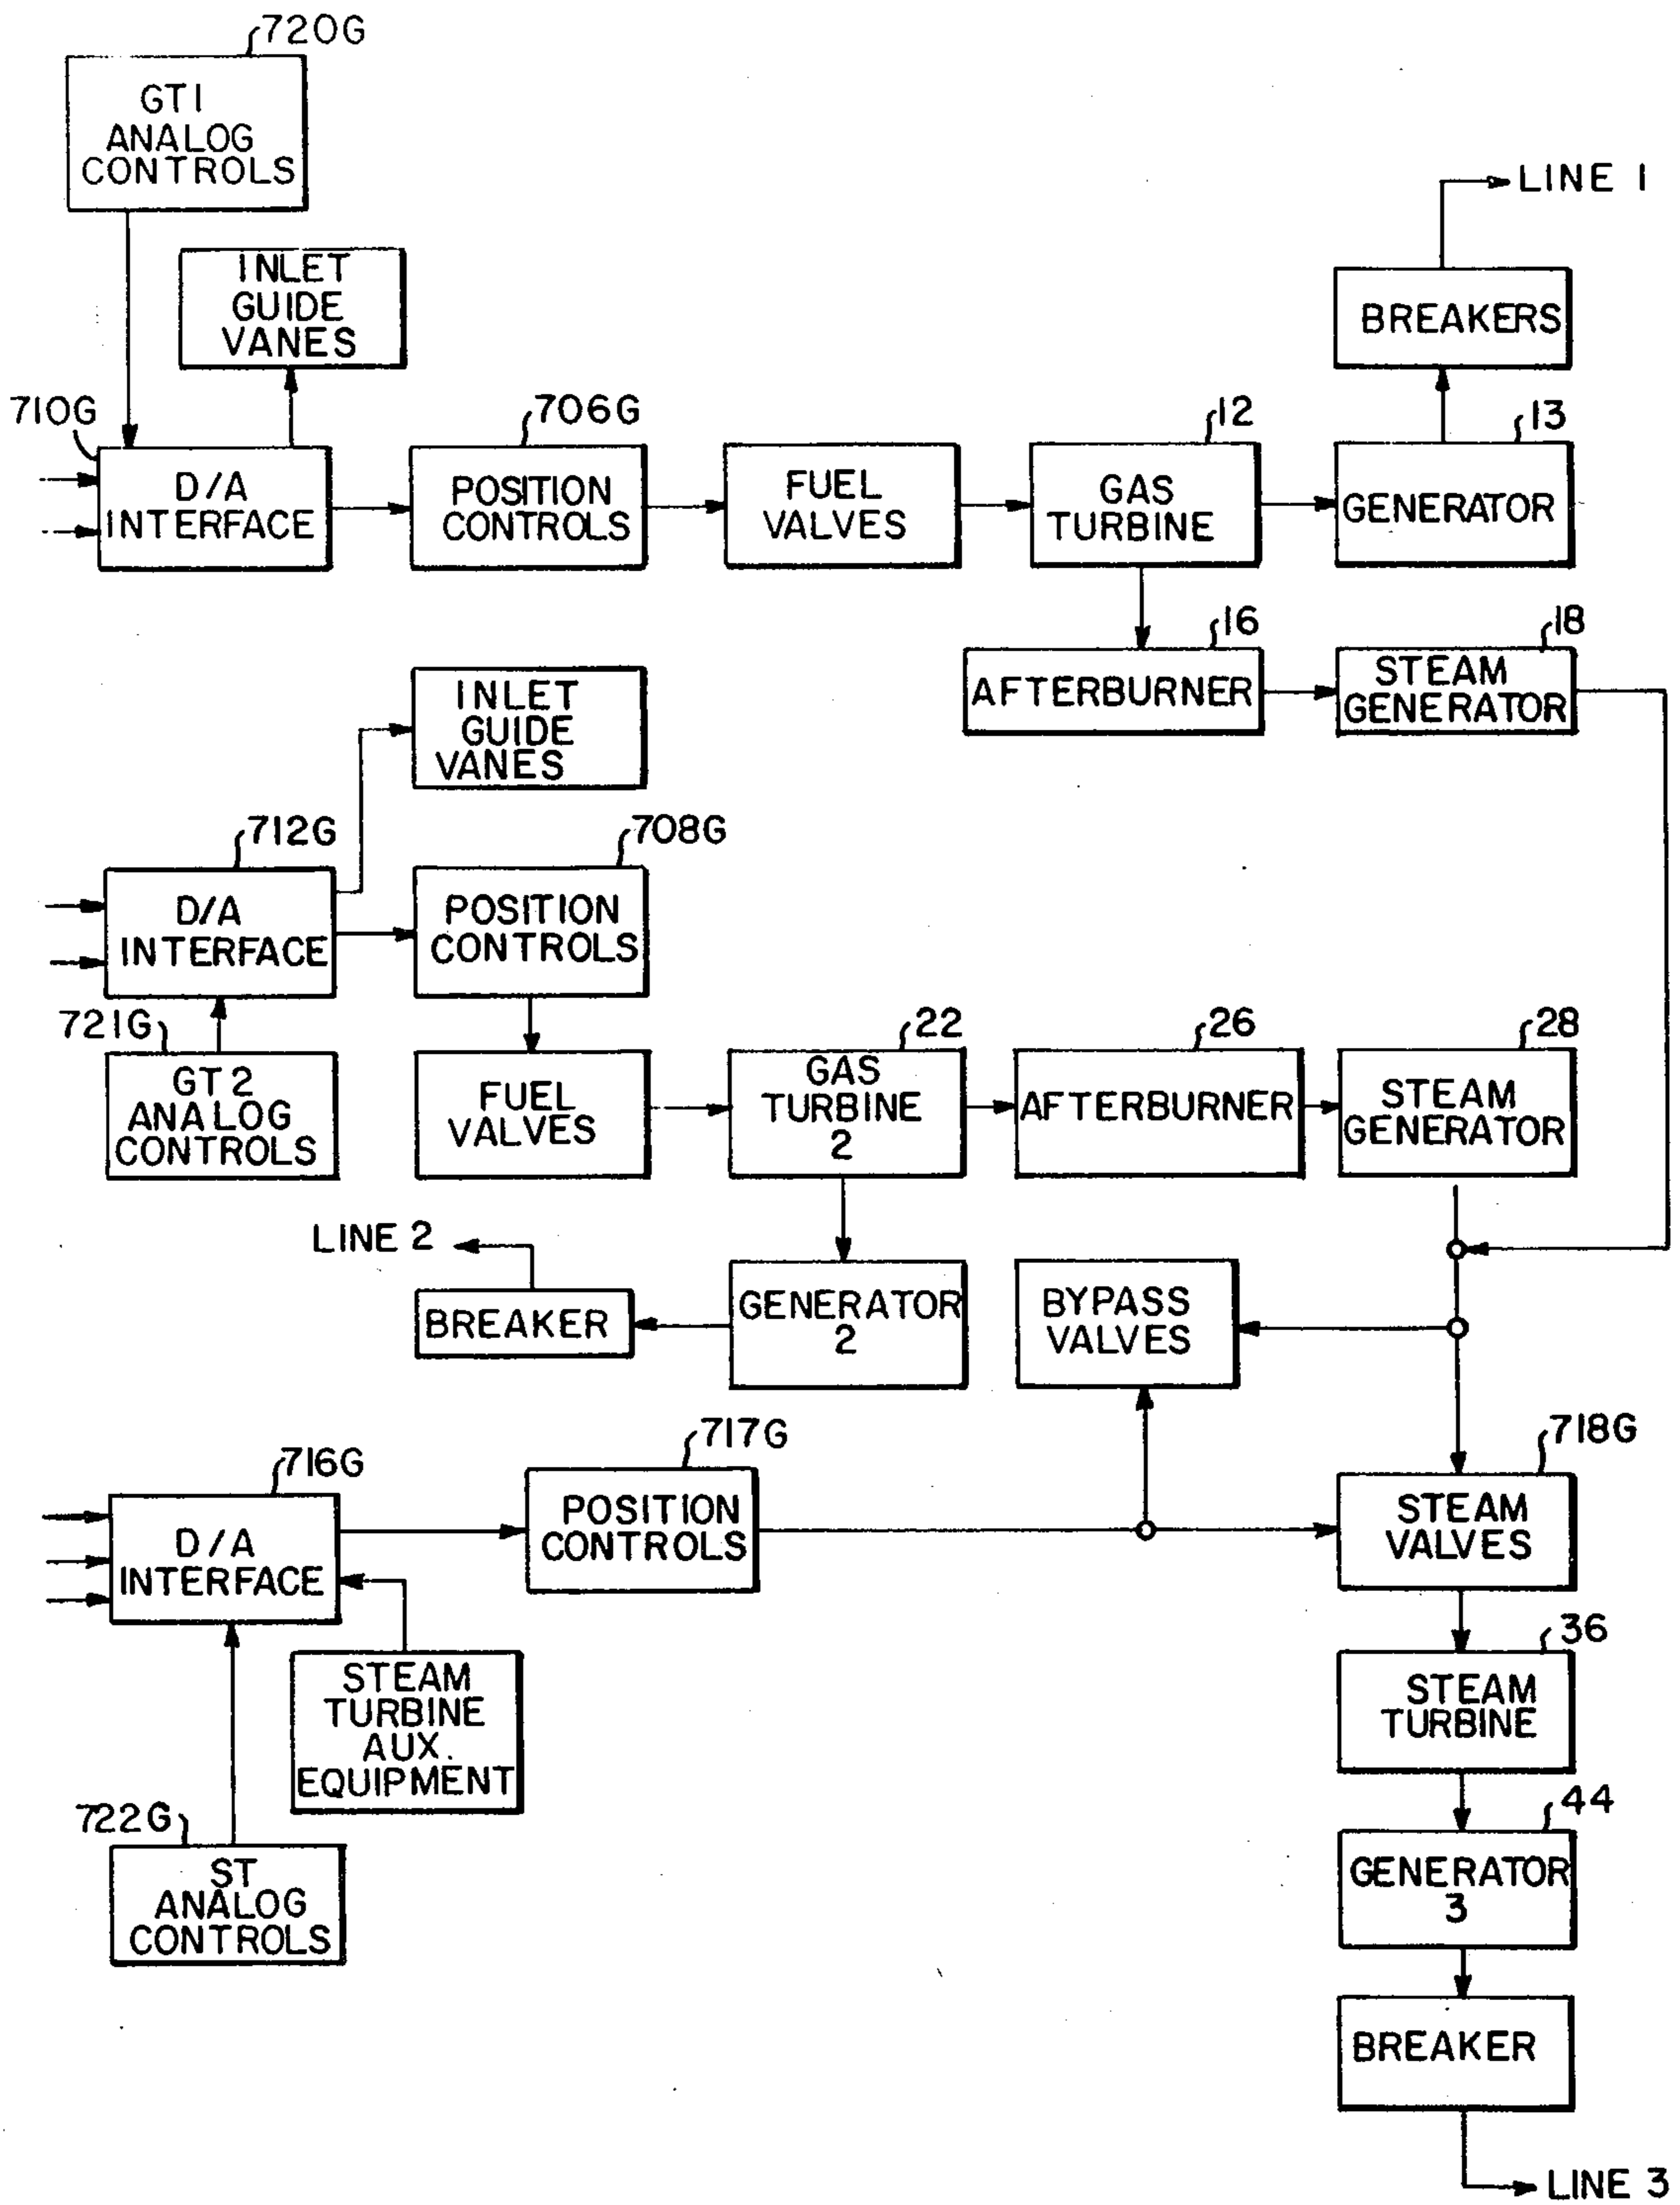 720G
GT1
ANALOG
CONTROLS
LINE 1
INLET
GUIDE
VANES
BREAKERS
710G
706G
12
13
D/A
INTERFACE
POSITION
CONTROLS
FUEL
VALVES
GAS
TURBINE
GENERATOR
16
18
AFTERBURNER
STEAM
GENERATOR
INLET
GUIDE
VANES
712G
708G
D/A
INTERFACE
POSITION
CONTROLS
721G
22
26
28
GT2
ANALOG
CONTROLS
FUEL
VALVES
GAS
TURBINE
2
AFTERBURNER
STEAM
GENERATOR
LINE 2
BREAKER
GENERATOR
2
BYPASS
VALVES
716G
717G
718G
D/A
INTERFACE
POSITION
CONTROLS
STEAM
VALVES
STEAM
TURBINE
AUX.
EQUIPMENT
36
STEAM
TURBINE
722G
44
ST
ANALOG
CONTROLS
GENERATOR
3
BREAKER
LINE 3